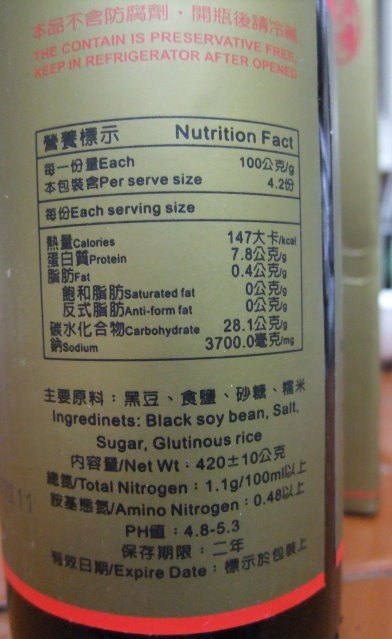 本品不含防腐劑，開瓶後請冷藏
THE CONTAIN IS PRESERVATIVE FREE.
KEEP IN REFRIGERATOR AFTER OPENED
營養標示 Nutrition Fact
每一份量Each 100公克/g
本包裝含Per serve size 4.2份
每份Each serving size
熱量Calories 147大卡/kcal
蛋白質Protein 7.8公克/g
脂肪Fat 0.4公克/g
飽和脂肪Saturated fat 0公克/g
反式脂肪Anti-form fat 0公克/g
碳水化合物Carbohydrate 28.1公克/g
鈉Sodium 3700.0毫克/mg
主要原料：黑豆、食鹽、砂糖、糯米
Ingredinets: Black soy bean, Salt,
Sugar, Glutinous rice
內容量/Net Wt：420±10公克
總氮/Total Nitrogen：1.1g/100ml以上
胺基態氮/Amino Nitrogen：0.48以上
PH值：4.8-5.3
保存期限：二年
有效日期/Expire Date：標示於包裝上